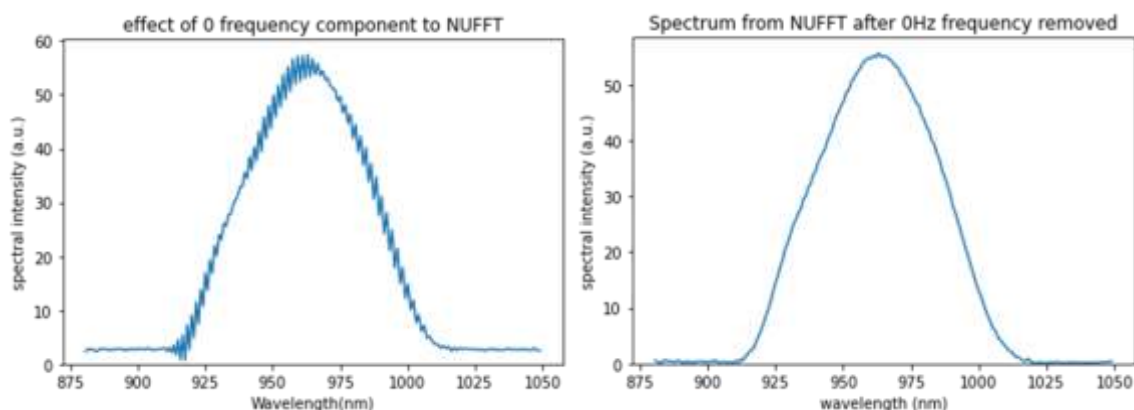 effect of 0 frequency component to NUFFT
60
50
40
30
20
10
0
spectral intensity (a.u.)
875 900 925 950 975 1000 1025 1050
Wavelength(nm)
Spectrum from NUFFT after 0Hz frequency removed
50
40
30
20
10
0
spectral intensity (a.u.)
875 900 925 950 975 1000 1025 1050
wavelength (nm)